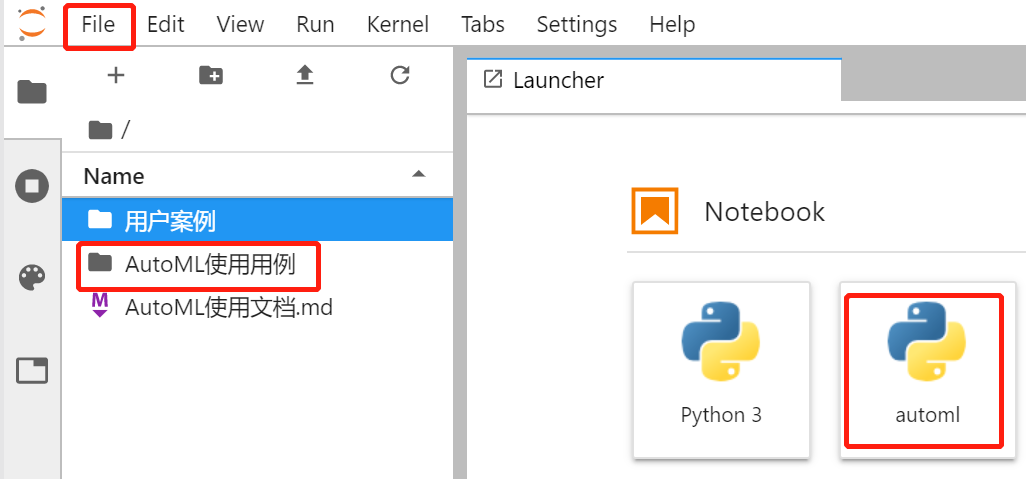 File Edit View Run Kernel Tabs Settings Help
Launcher
/
Name
用户案例
AutoML使用用例
M AutoML使用文档.md
Notebook
Python 3
automl